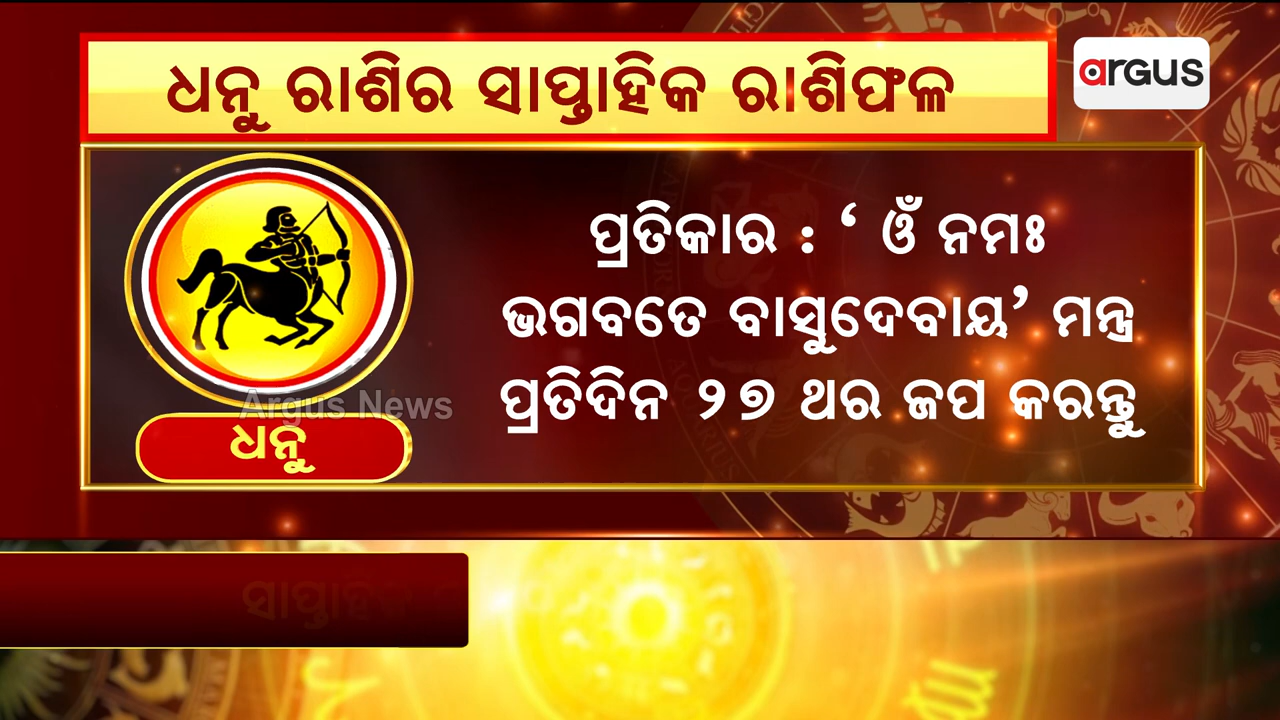 ଧନୁ ରାଶିର ସାପ୍ତାହିକ ରାଶିଫଳ
argus
ପ୍ରତିକାର : ‘ ଓଁ ନମଃ
ଭଗବତେ ବାସୁଦେବାୟ’ ମନ୍ତ୍ର
ପ୍ରତିଦିନ ୨୭ ଥର ଜପ କରନ୍ତୁ
Argus News
ଧନୁ
ସାପ୍ତାହିକ